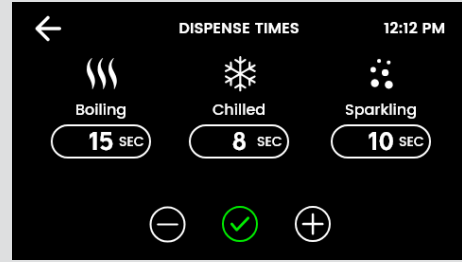 DISPENSE TIMES 12:12 PM
Boiling Chilled Sparkling
15 SEC 8 SEC 10 SEC